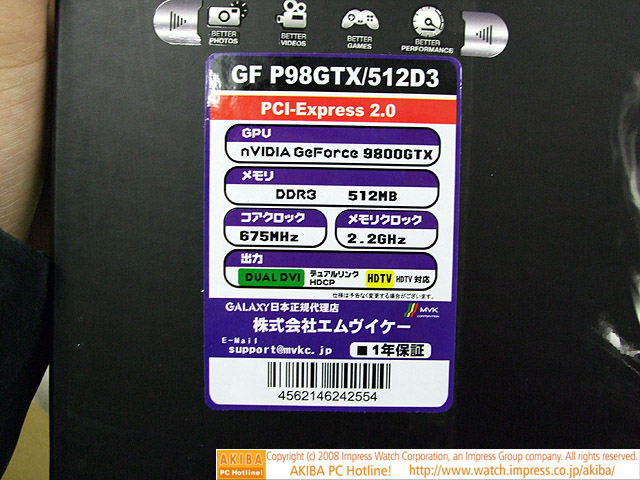 BETTER PHOTOS
BETTER VIDEOS
BETTER GAMES
BETTER PERFORMANCE
GF P98GTX/512D3
PCI-Express 2.0
GPU
nVIDIA GeForce 9800GTX
メモリ
DDR3 512MB
コアクロック
675MHz
メモリクロック
2.2GHz
出力
DUAL DVI デュアルリンク HDCP HDTV HDTV 対応
仕様は予告なく変更する場合がございます。
GALAXY日本正規代理店
MVK CORPORATION
株式会社エムヴイケー
E-Mail
support@mvkc.jp
■1年保証
4562146242554
AKIBA PC Hotline!
Copyright (c) 2008 Impress Watch Corporation, an Impress Group company. All rights reserved.
AKIBA PC Hotline! http://www.watch.impress.co.jp/akiba/